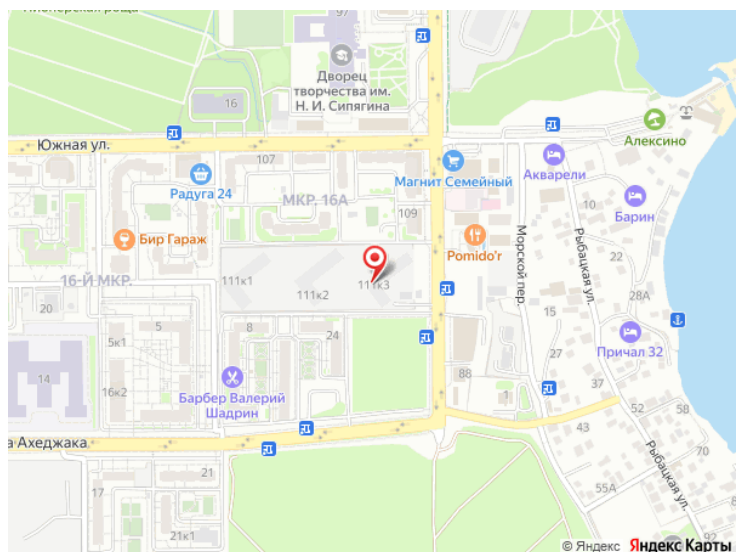 Пионерская роща
97
Дворец
творчества им.
Н. И. Сипягина
16
Алексино
Южная ул.
107
Магнит Семейный
Акварели
Радуга 24
МКР. 16А
Барин
10
109
Рыбацкая ул.
Бир Гараж
Pomido'r
Морской пер.
22
16-Й МКР.
111к1
111к3
28А
111к2
20
15
5
8
24
Причал 32
5к1
27
88
14
37
16к2
Барбер Валерий
Шадрин
1
52
58
43
а Ахеджака
Рыбацкая ул.
70
21
17
55А
21к1
© Яндекс Яндекс Карты